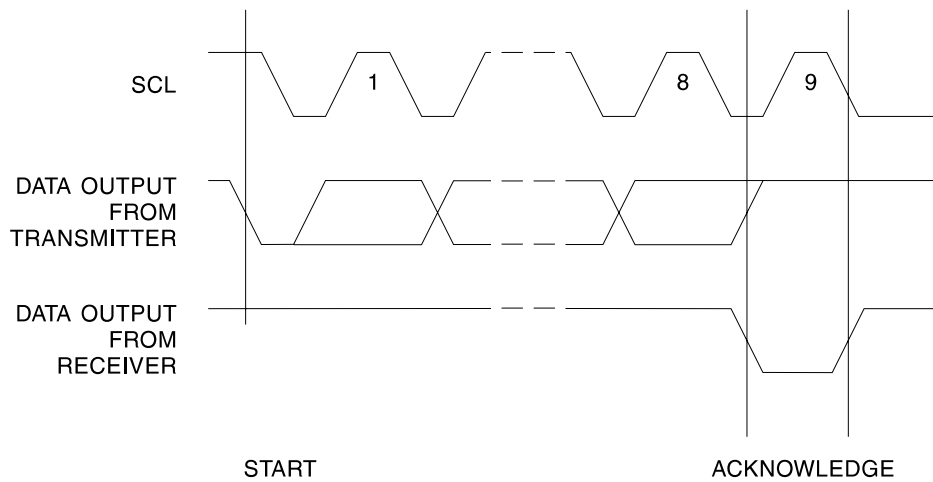 SCL
1
8
9
DATA OUTPUT
FROM
TRANSMITTER
DATA OUTPUT
FROM
RECEIVER
START
ACKNOWLEDGE